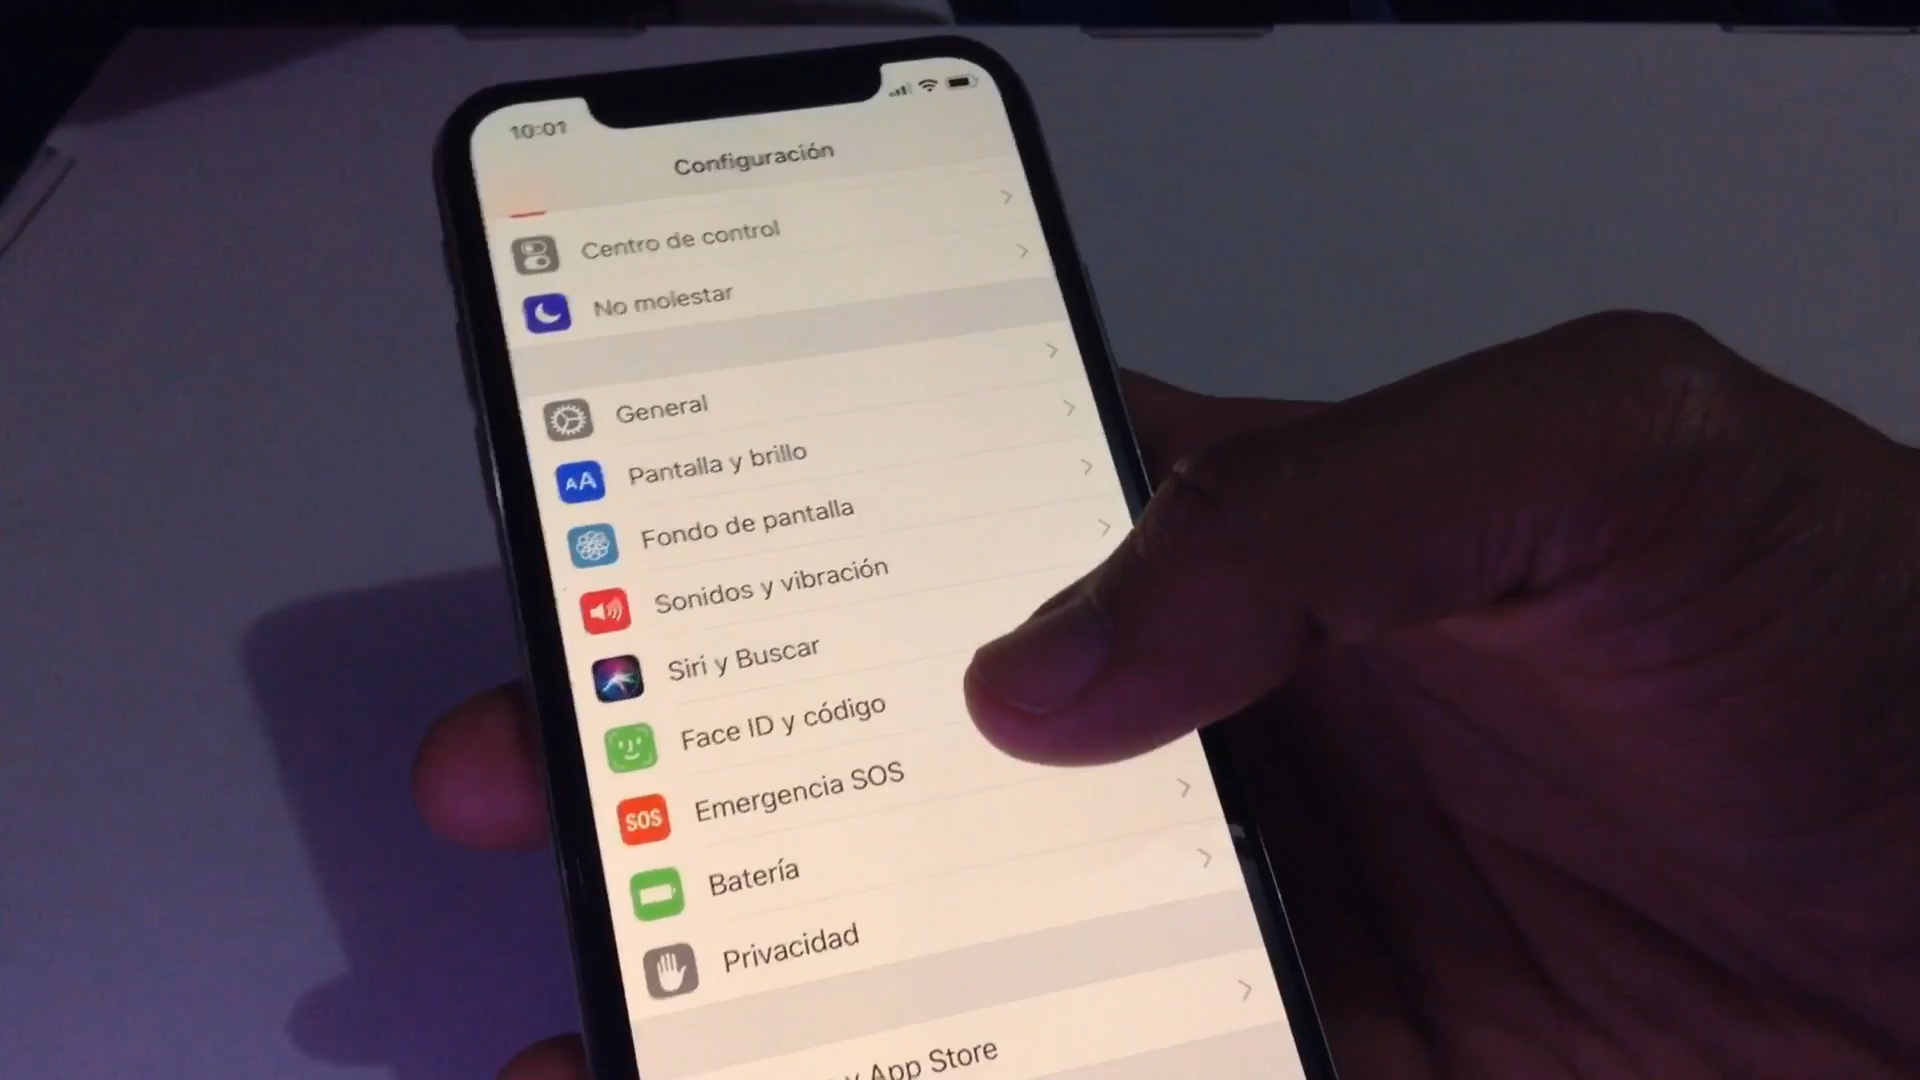 10:01
Configuración
Centro de control
No molestar
General
AA
Pantalla y brillo
Fondo de pantalla
Sonidos y vibración
Siri y Buscar
Face ID y código
SOS
Emergencia SOS
Batería
Privacidad
y App Store